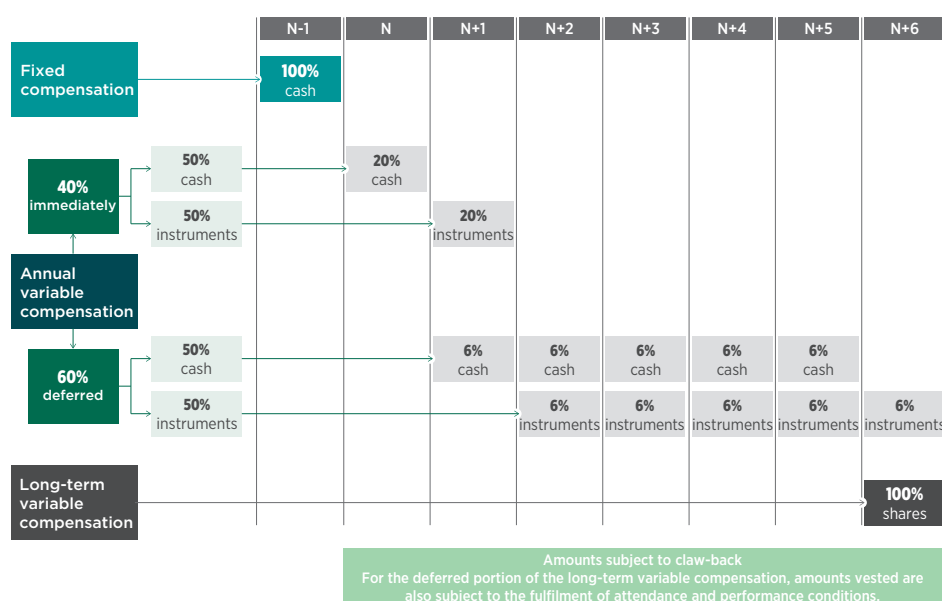 N-1 N N+1 N+2 N+3 N+4 N+5 N+6
Fixed
compensation
100%
cash
40%
immediately
50%
cash
20%
cash
50%
instruments
20%
instruments
Annual
variable
compensation
60%
deferred
50%
cash
6% 6% 6% 6% 6%
cash cash cash cash cash
50%
instruments
6% 6% 6% 6% 6%
instruments instruments instruments instruments instruments
Long-term
variable
compensation
100%
shares
Amounts subject to claw-back
For the deferred portion of the long-term variable compensation, amounts vested are
also subject to the fulfilment of attendance and performance conditions.